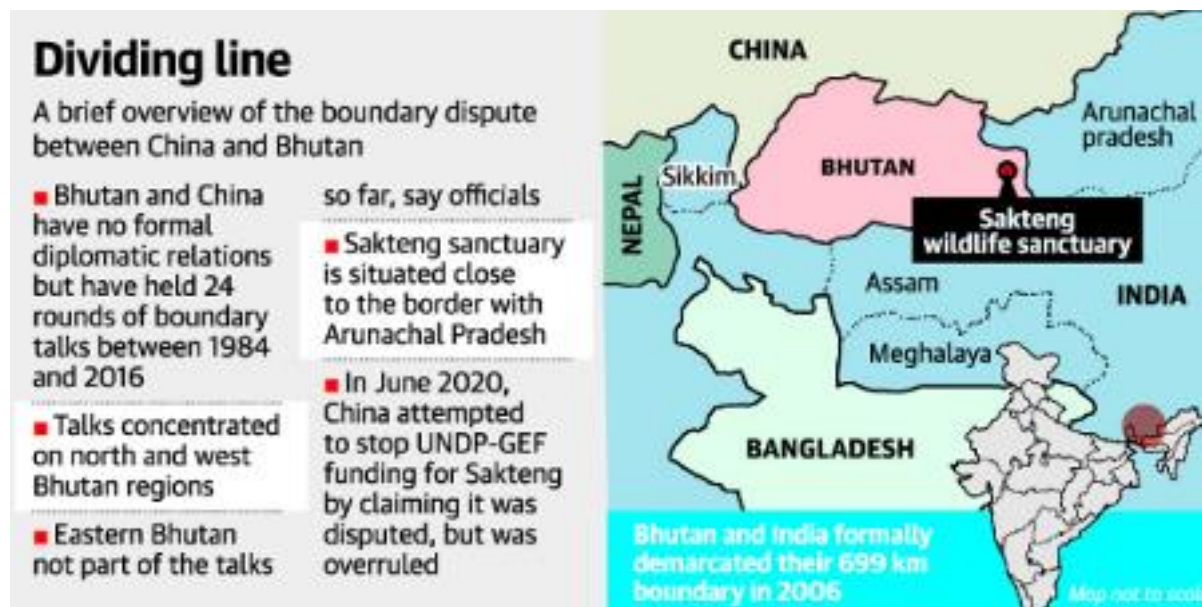 Dividing line
A brief overview of the boundary dispute
between China and Bhutan
■ Bhutan and China
have no formal
diplomatic relations
but have held 24
rounds of boundary
talks between 1984
and 2016
■ Talks concentrated
on north and west
Bhutan regions
■ Eastern Bhutan
not part of the talks
so far, say officials
■ Sakteng sanctuary
is situated close
to the border with
Arunachal Pradesh
■ In June 2020,
China attempted
to stop UNDP-GEF
funding for Sakteng
by claiming it was
disputed, but was
overruled
CHINA
Arunachal
pradesh
BHUTAN
Sikkim
NEPAL
Sakteng
wildlife sanctuary
Assam
INDIA
Meghalaya
BANGLADESH
Bhutan and India formally
demarcated their 699 km
boundary in 2006
Map not to scale